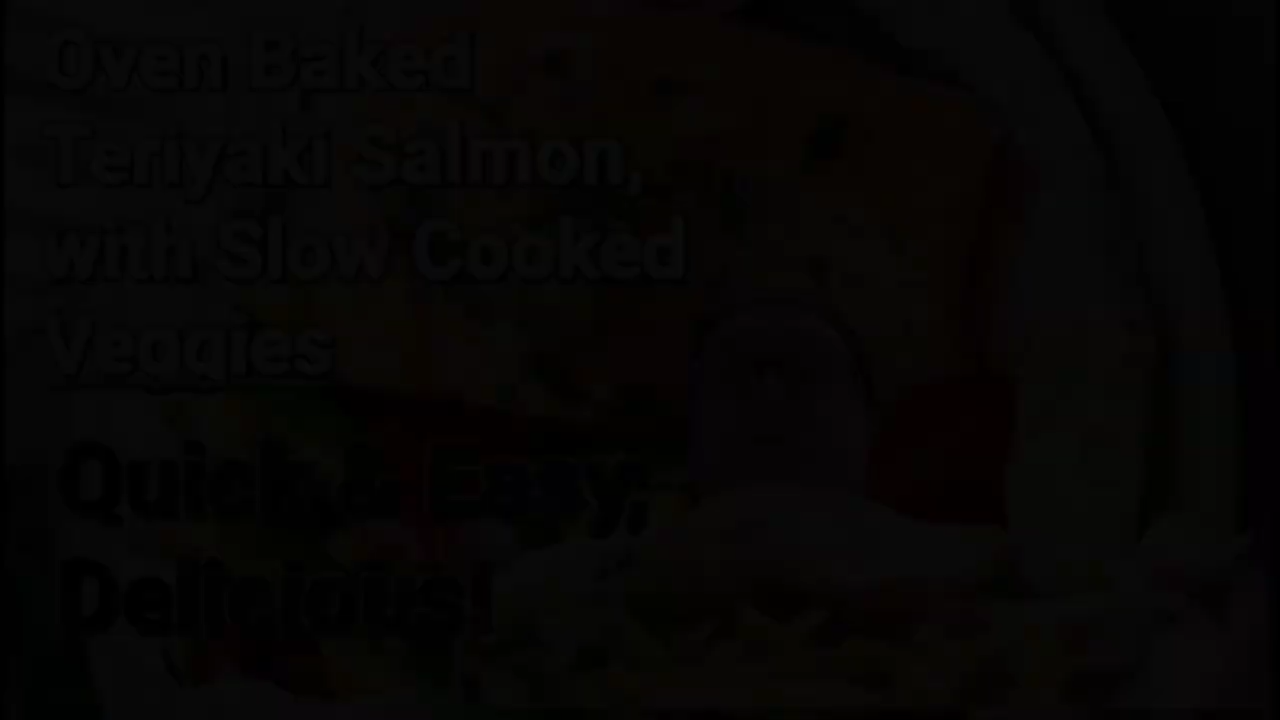 Oven Baked
Teriyaki Salmon,
with Slow Cooked
Veggies
Quick & Easy,
Delicious!